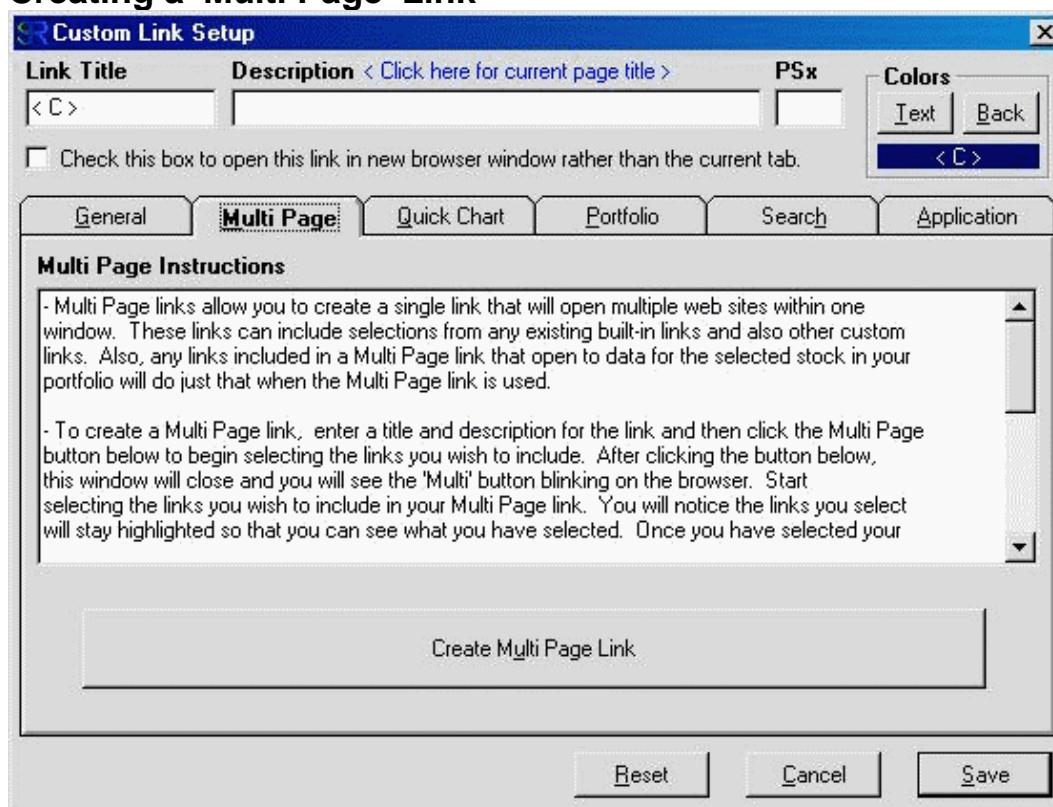 Creating a 'Multi Page' Link
SR Custom Link Setup
Link Title Description < Click here for current page title > PSx Colors
< C >
Text Back
Check this box to open this link in new browser window rather than the current tab. < C >
General Multi Page Quick Chart Portfolio Search Application
Multi Page Instructions
- Multi Page links allow you to create a single link that will open multiple web sites within one
window. These links can include selections from any existing built-in links and also other custom
links. Also, any links included in a Multi Page link that open to data for the selected stock in your
portfolio will do just that when the Multi Page link is used.
- To create a Multi Page link, enter a title and description for the link and then click the Multi Page
button below to begin selecting the links you wish to include. After clicking the button below,
this window will close and you will see the 'Multi' button blinking on the browser. Start
selecting the links you wish to include in your Multi Page link. You will notice the links you select
will stay highlighted so that you can see what you have selected. Once you have selected your
Create Multi Page Link
Reset Cancel Save